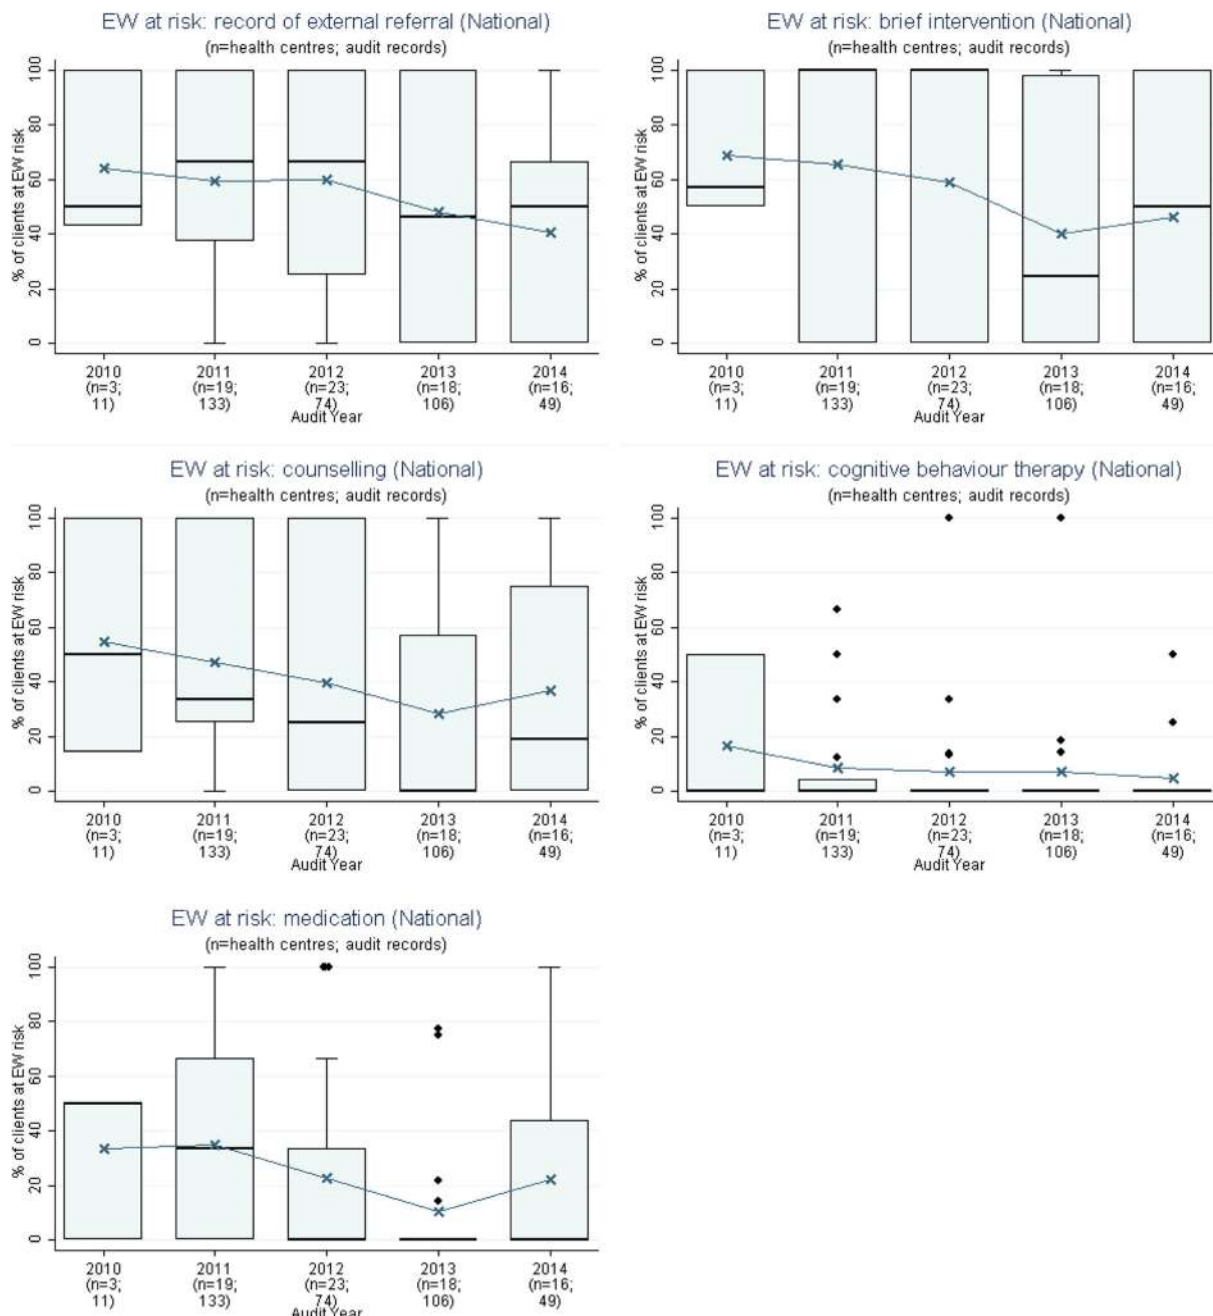 EW at risk: record of external referral (National)
(n=health centres; audit records)
% of clients at EW risk
100
80
60
40
20
0
2010 2011 2012 2013 2014
(n=3; (n=19; (n=23; (n=18; (n=16;
11) 133) 74) 106) 49)
Audit Year
EW at risk: brief intervention (National)
(n=health centres; audit records)
% of clients at EW risk
100
80
60
40
20
0
2010 2011 2012 2013 2014
(n=3; (n=19; (n=23; (n=18; (n=16;
11) 133) 74) 106) 49)
Audit Year
EW at risk: counselling (National)
(n=health centres; audit records)
% of clients at EW risk
100
80
60
40
20
0
2010 2011 2012 2013 2014
(n=3; (n=19; (n=23; (n=18; (n=16;
11) 133) 74) 106) 49)
Audit Year
EW at risk: cognitive behaviour therapy (National)
(n=health centres; audit records)
% of clients at EW risk
100
80
60
40
20
0
2010 2011 2012 2013 2014
(n=3; (n=19; (n=23; (n=18; (n=16;
11) 133) 74) 106) 49)
Audit Year
EW at risk: medication (National)
(n=health centres; audit records)
% of clients at EW risk
100
80
60
40
20
0
2010 2011 2012 2013 2014
(n=3; (n=19; (n=23; (n=18; (n=16;
11) 133) 74) 106) 49)
Audit Year